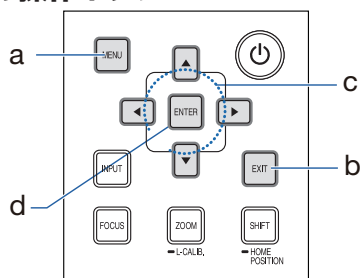 a
MENU
c
ENTER
d
INPUT
EXIT
b
FOCUS
ZOOM
SHIFT
L-CALIB.
HOME
POSITION